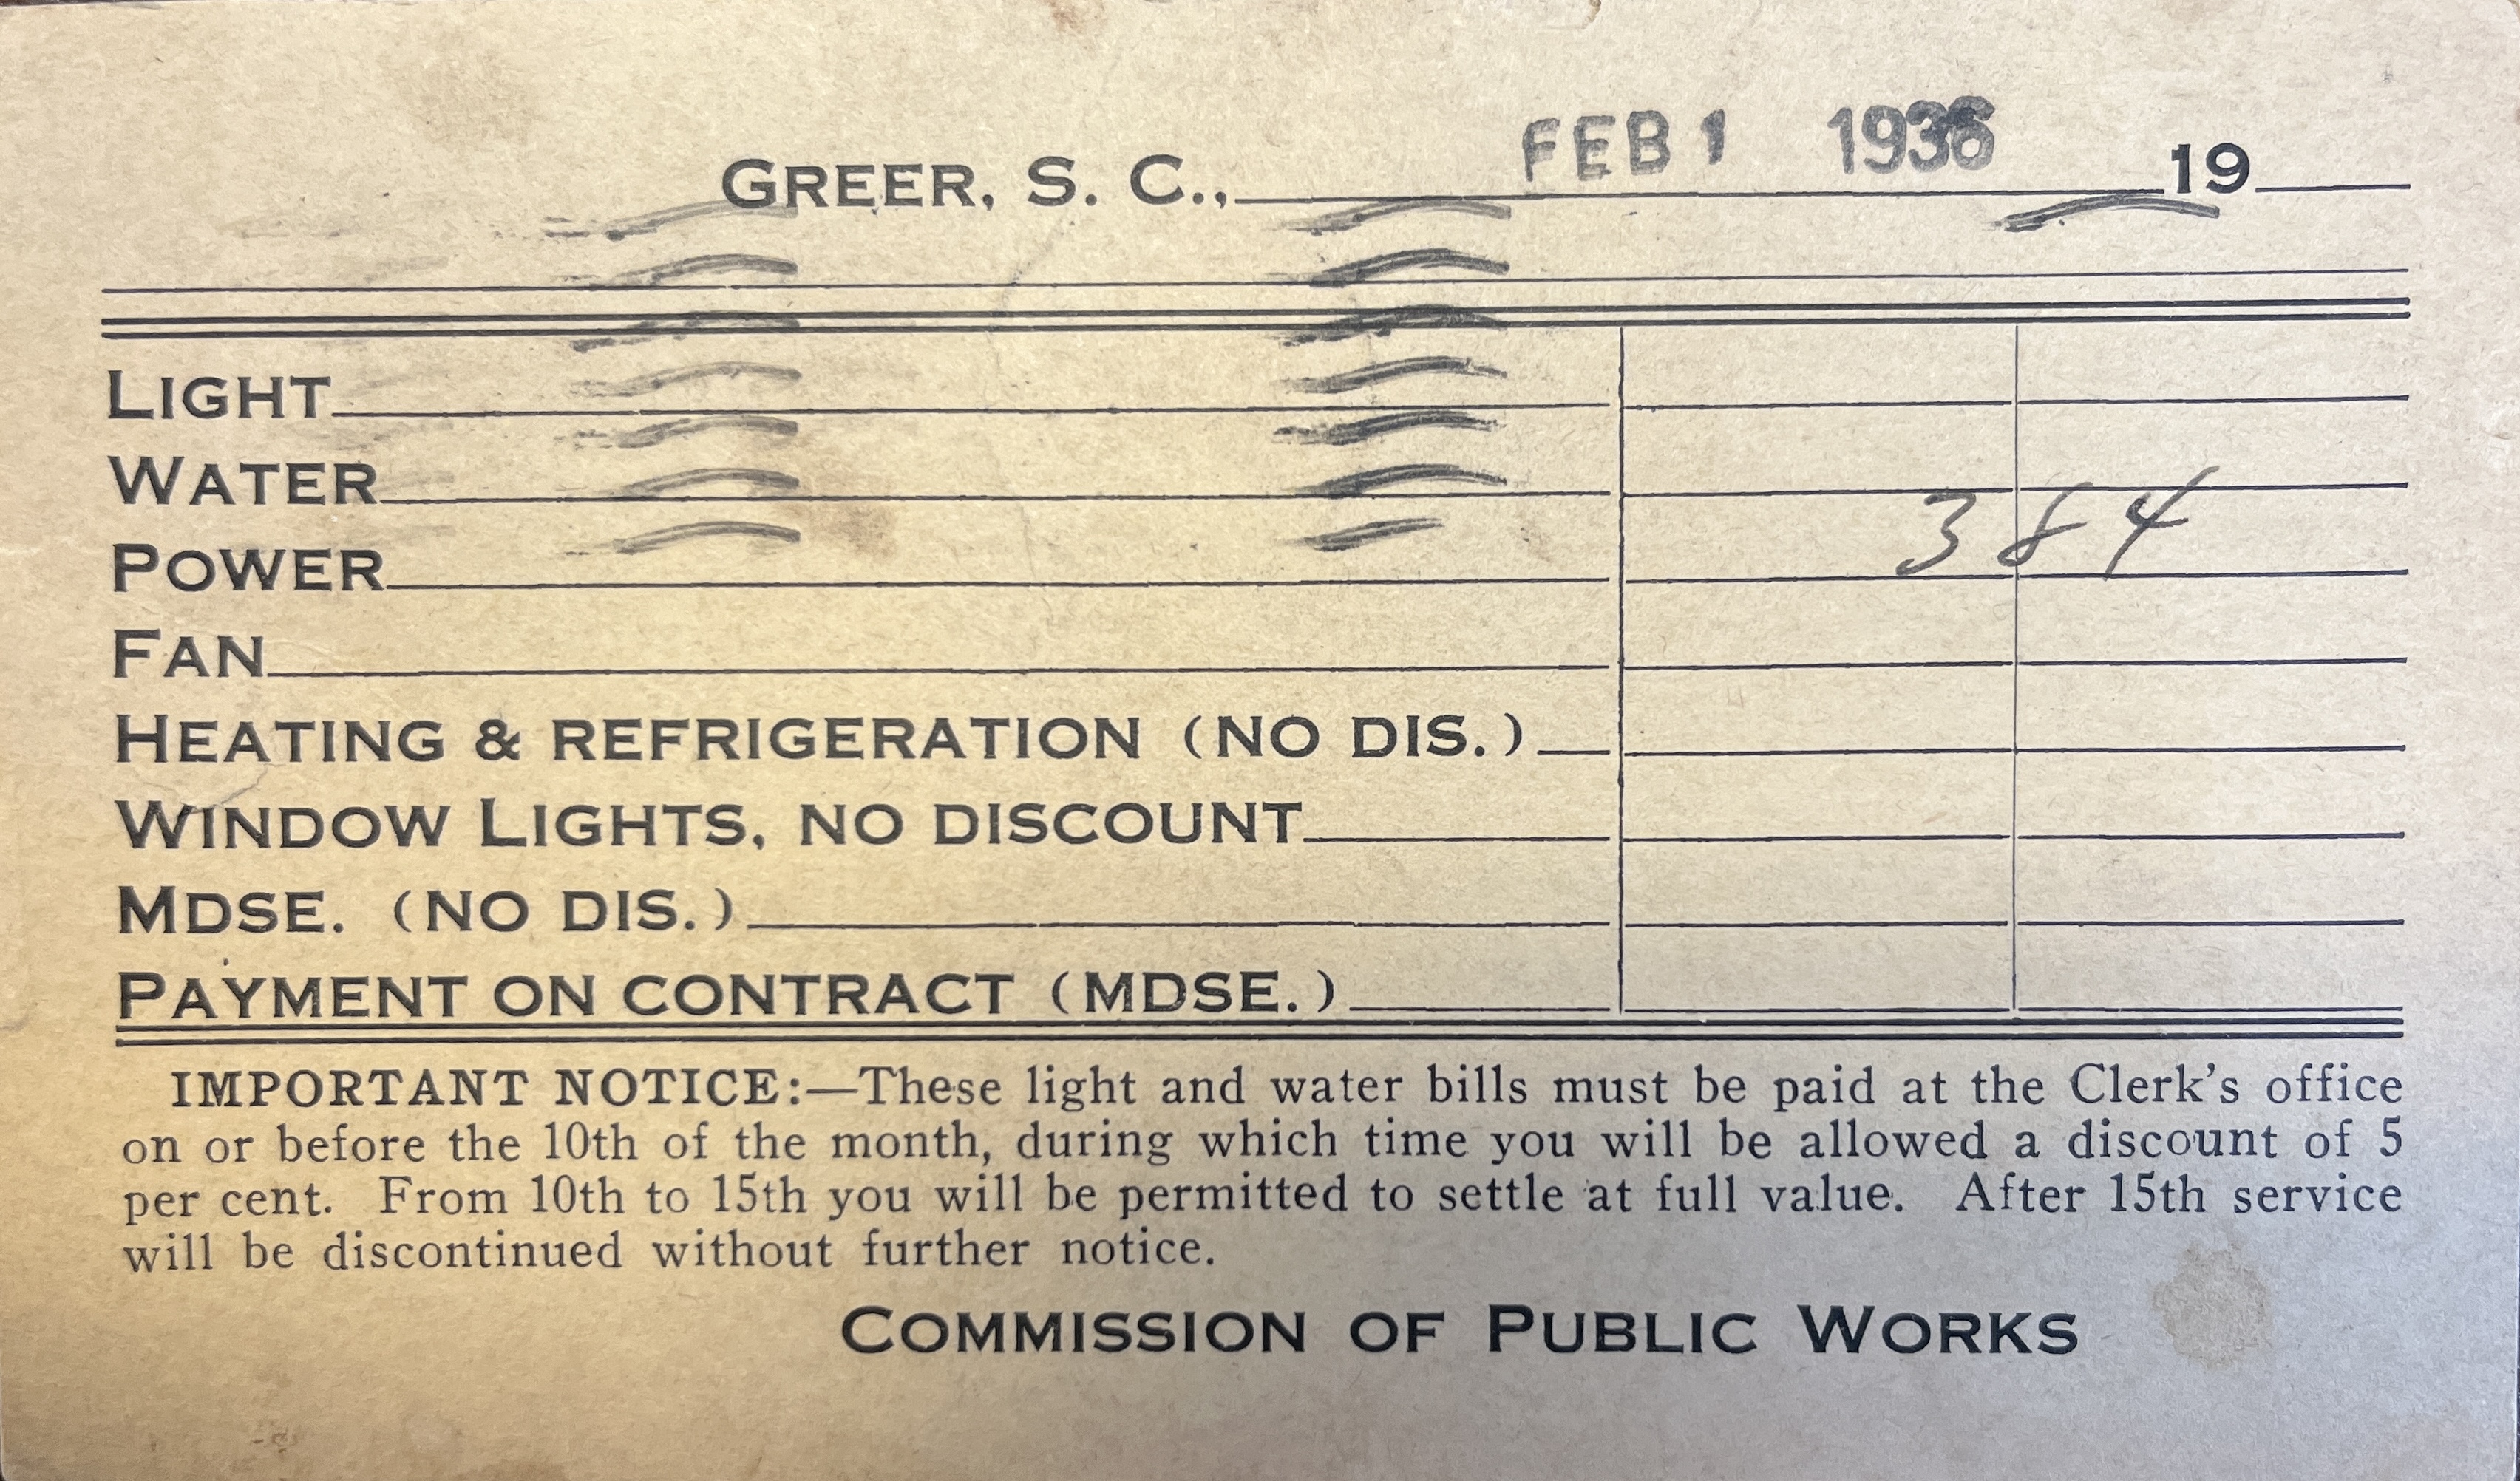 GREER, S. C., FEB 1 1936 19
LIGHT
WATER
POWER 3 84
FAN
HEATING & REFRIGERATION (NO DIS.)
WINDOW LIGHTS, NO DISCOUNT
MDSE. (NO DIS.)
PAYMENT ON CONTRACT (MDSE.)
IMPORTANT NOTICE:—These light and water bills must be paid at the Clerk's office
on or before the 10th of the month, during which time you will be allowed a discount of 5
per cent. From 10th to 15th you will be permitted to settle at full value. After 15th service
will be discontinued without further notice.
COMMISSION OF PUBLIC WORKS